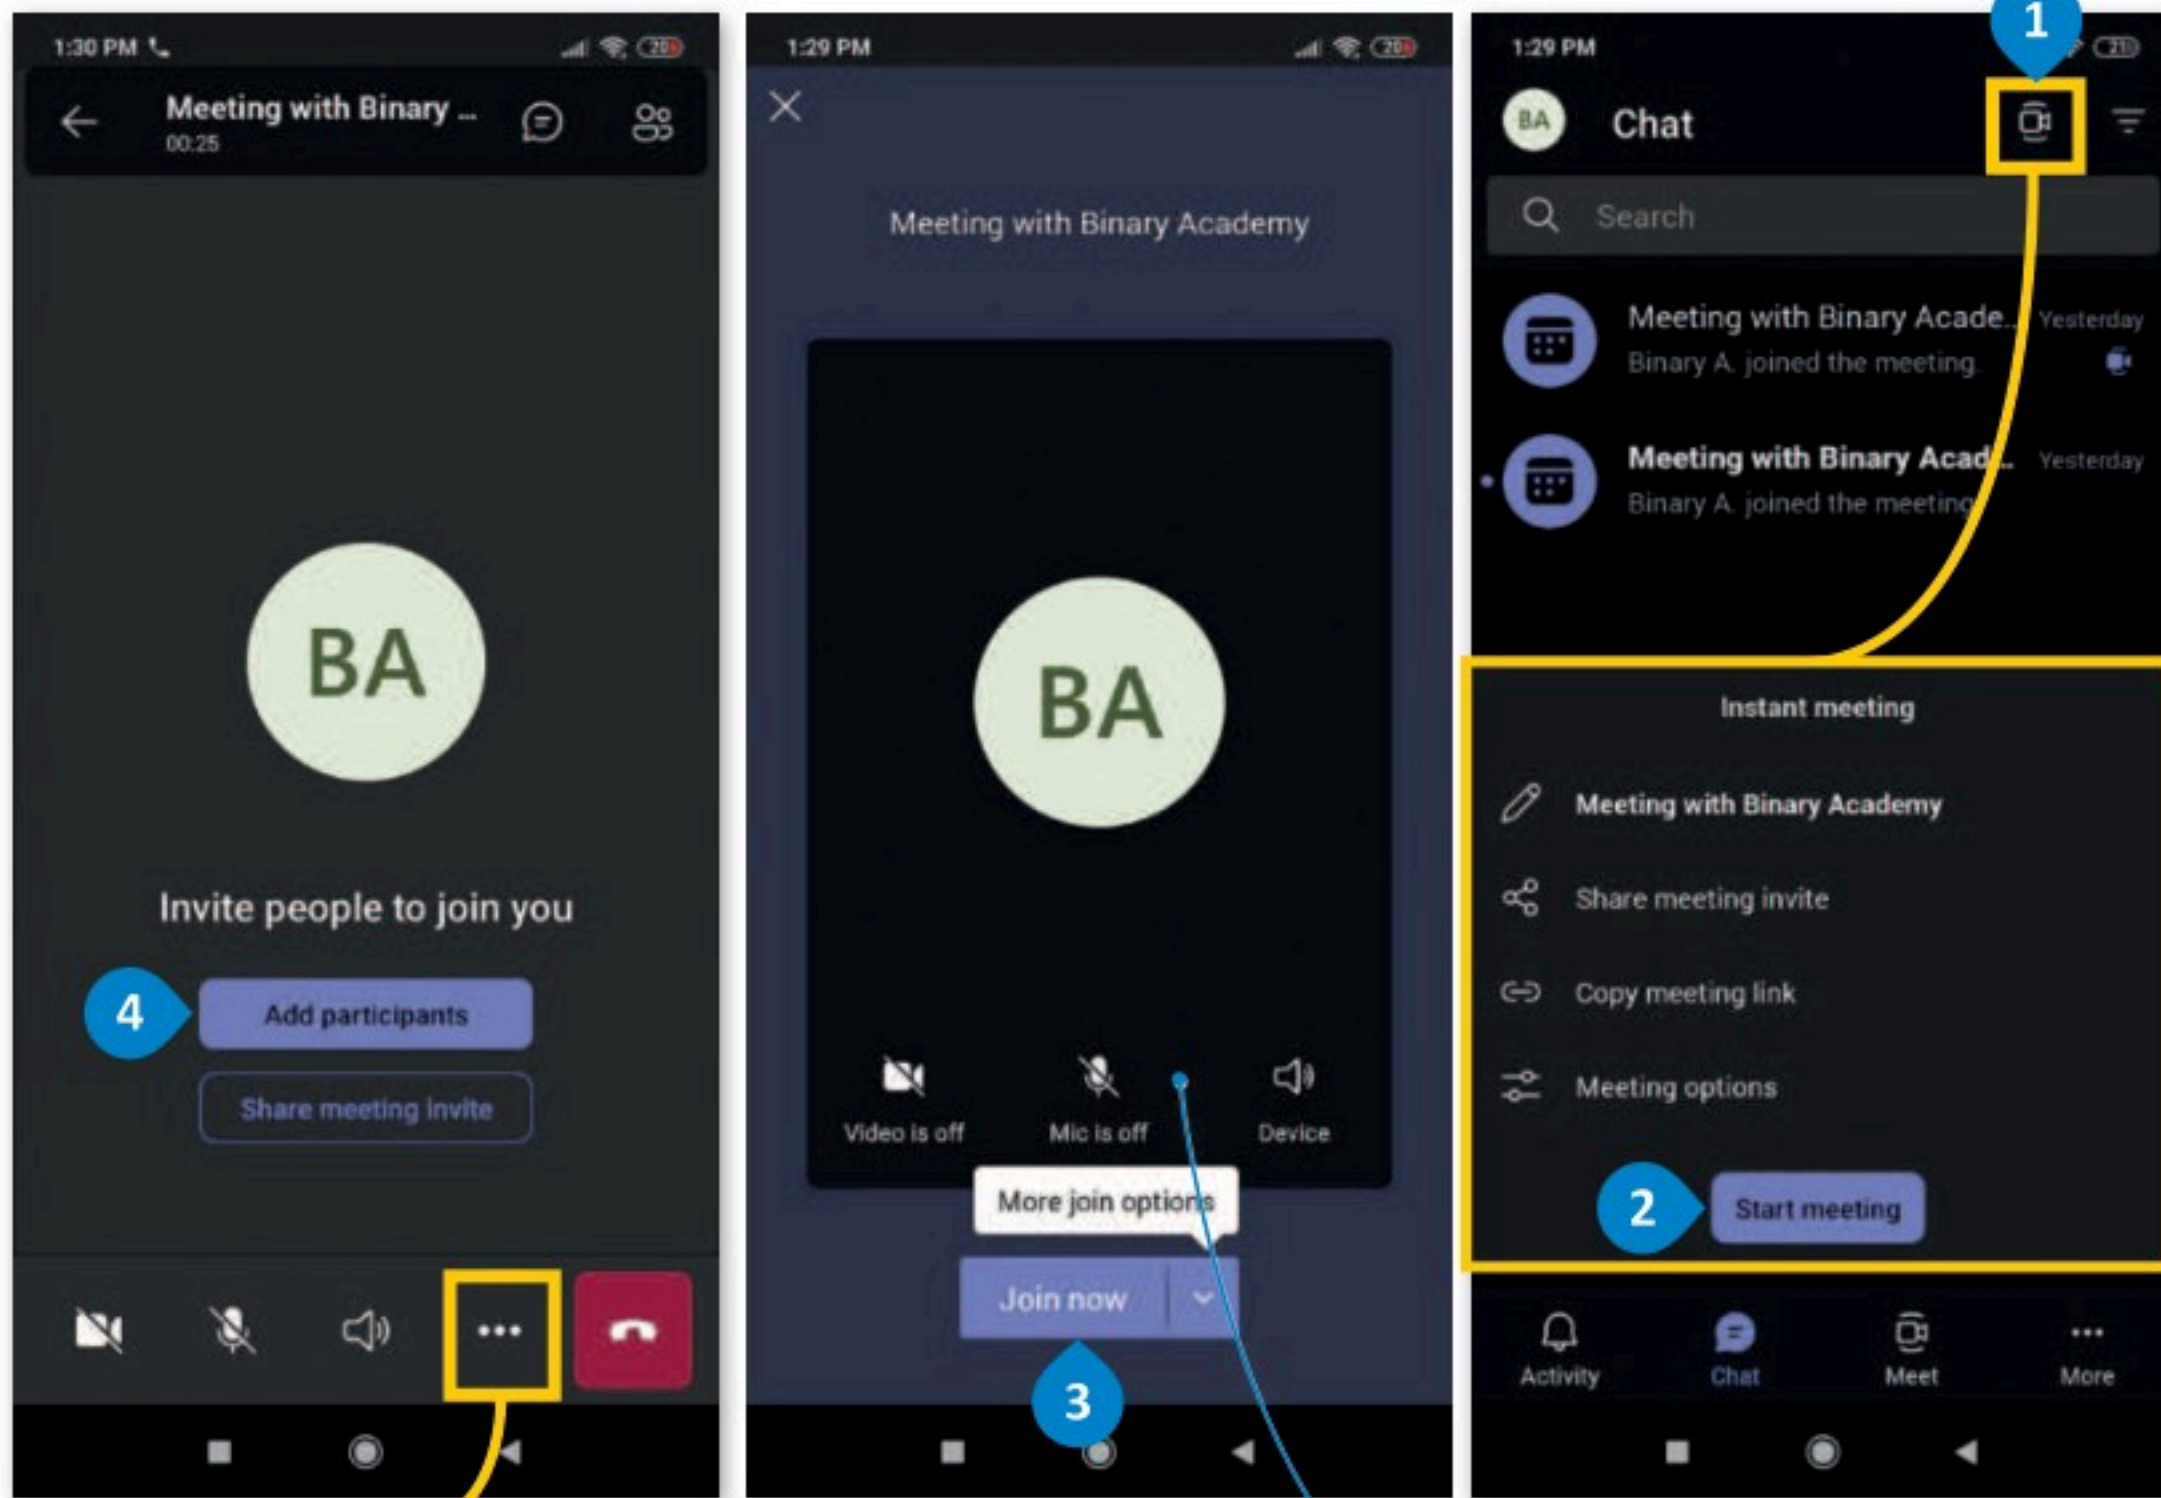 1:30 PM
20
Meeting with Binary ...
00:25
BA
Invite people to join you
4
Add participants
Share meeting invite
1:29 PM
20
Meeting with Binary Academy
BA
Video is off
Mic is off
Device
More join options
Join now
3
1
1:29 PM
21
BA
Chat
Search
Meeting with Binary Acade..
Yesterday
Binary A. joined the meeting.
Meeting with Binary Acad..
Yesterday
Binary A. joined the meeting
Instant meeting
Meeting with Binary Academy
Share meeting invite
Copy meeting link
Meeting options
2
Start meeting
Activity
Chat
Meet
More